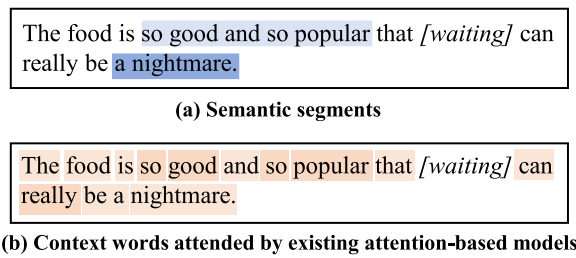 The food is so good and so popular that [waiting] can
really be a nightmare.
(a) Semantic segments
The food is so good and so popular that [waiting] can
really be a nightmare.
(b) Context words attended by existing attention-based models